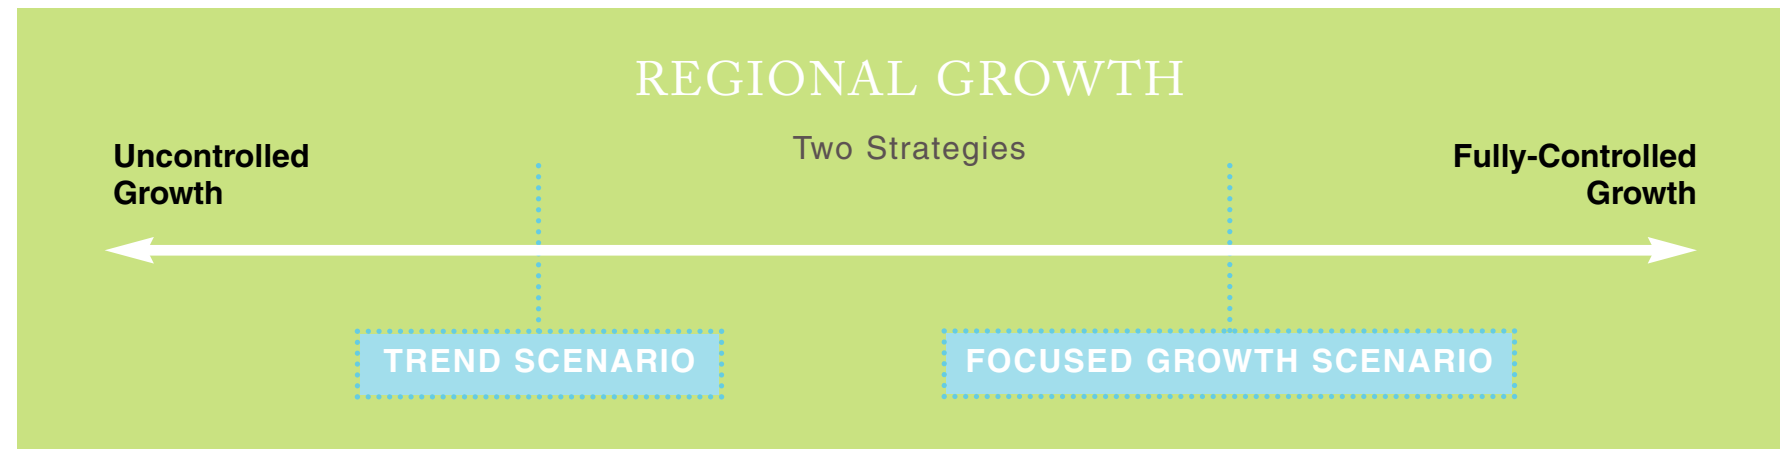 REGIONAL GROWTH
Two Strategies
Uncontrolled
Growth
Fully-Controlled
Growth
TREND SCENARIO
FOCUSED GROWTH SCENARIO